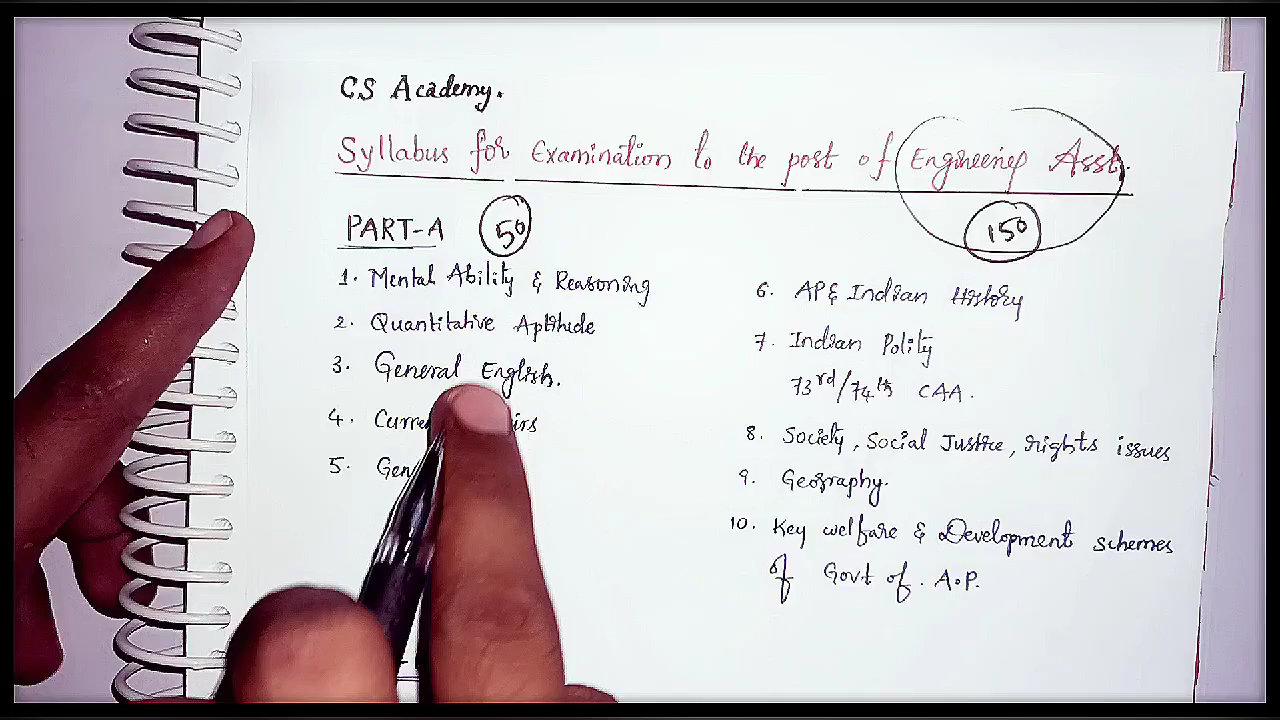 CS Academy.
Syllabus for Examination to the post of Engineering Asst.
150
PART-A 50
1. Mental Ability & Reasoning
2. Quantitative Aptitude
3. General English.
4.
5.
6. AP & Indian History
7. Indian Polity
73rd/74th CAA.
8. Society, Social Justice, rights issues
9. Geography.
10. Key welfare & Development schemes
of Govt of. A.P.